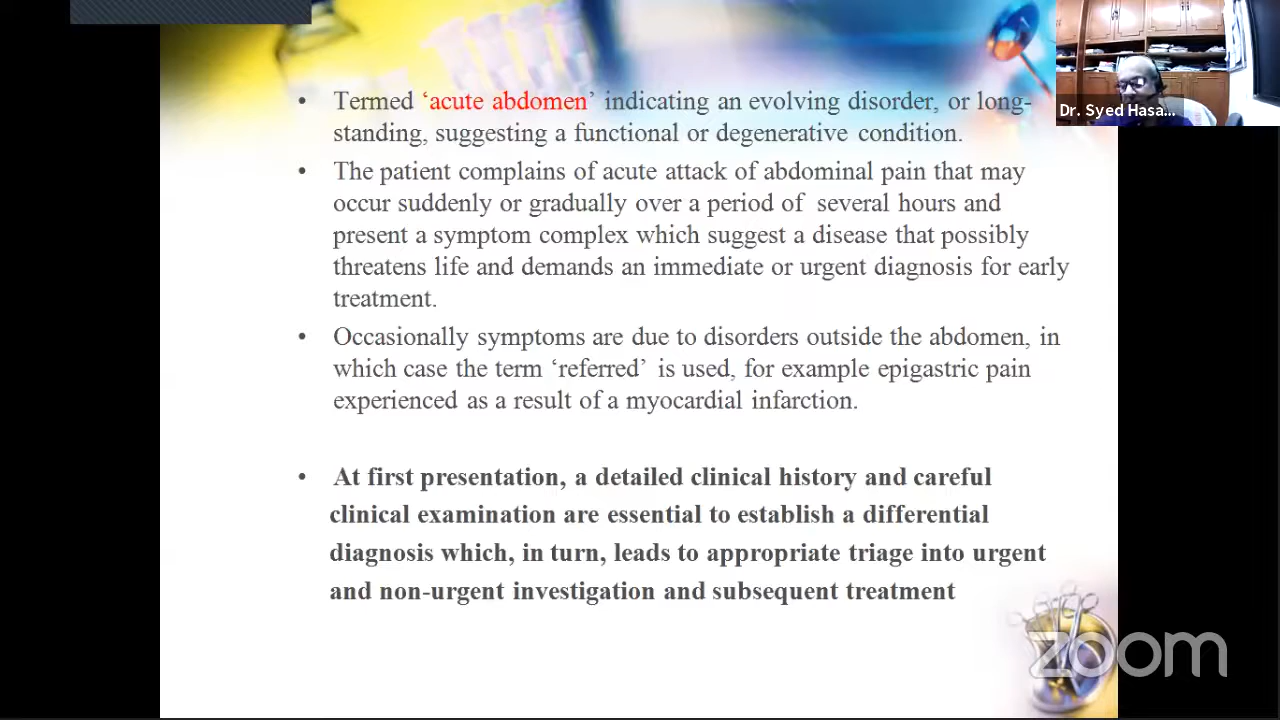 • Termed ‘acute abdomen’ indicating an evolving disorder, or long-
standing, suggesting a functional or degenerative condition.
• The patient complains of acute attack of abdominal pain that may
occur suddenly or gradually over a period of several hours and
present a symptom complex which suggest a disease that possibly
threatens life and demands an immediate or urgent diagnosis for early
treatment.
• Occasionally symptoms are due to disorders outside the abdomen, in
which case the term ‘referred’ is used, for example epigastric pain
experienced as a result of a myocardial infarction.
• At first presentation, a detailed clinical history and careful
clinical examination are essential to establish a differential
diagnosis which, in turn, leads to appropriate triage into urgent
and non-urgent investigation and subsequent treatment
Dr. Syed Hasa...
zoom